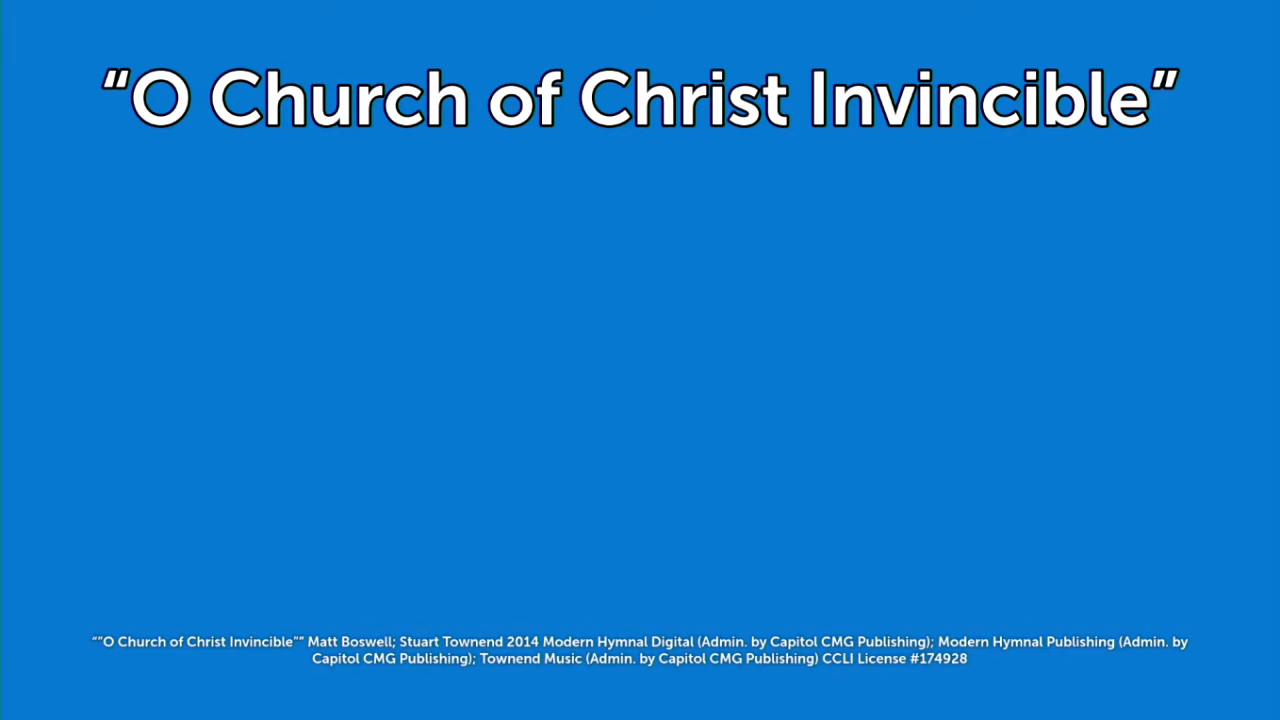 “O Church of Christ Invincible”
“”O Church of Christ Invincible”” Matt Boswell; Stuart Townend 2014 Modern Hymnal Digital (Admin. by Capitol CMG Publishing); Modern Hymnal Publishing (Admin. by
Capitol CMG Publishing); Townend Music (Admin. by Capitol CMG Publishing) CCLI License #174928